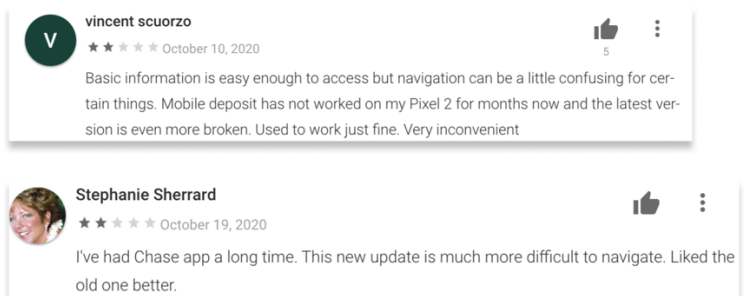 V
vincent scuorzo
October 10, 2020
5
Basic information is easy enough to access but navigation can be a little confusing for cer-
tain things. Mobile deposit has not worked on my Pixel 2 for months now and the latest ver-
sion is even more broken. Used to work just fine. Very inconvenient
Stephanie Sherrard
October 19, 2020
I've had Chase app a long time. This new update is much more difficult to navigate. Liked the
old one better.